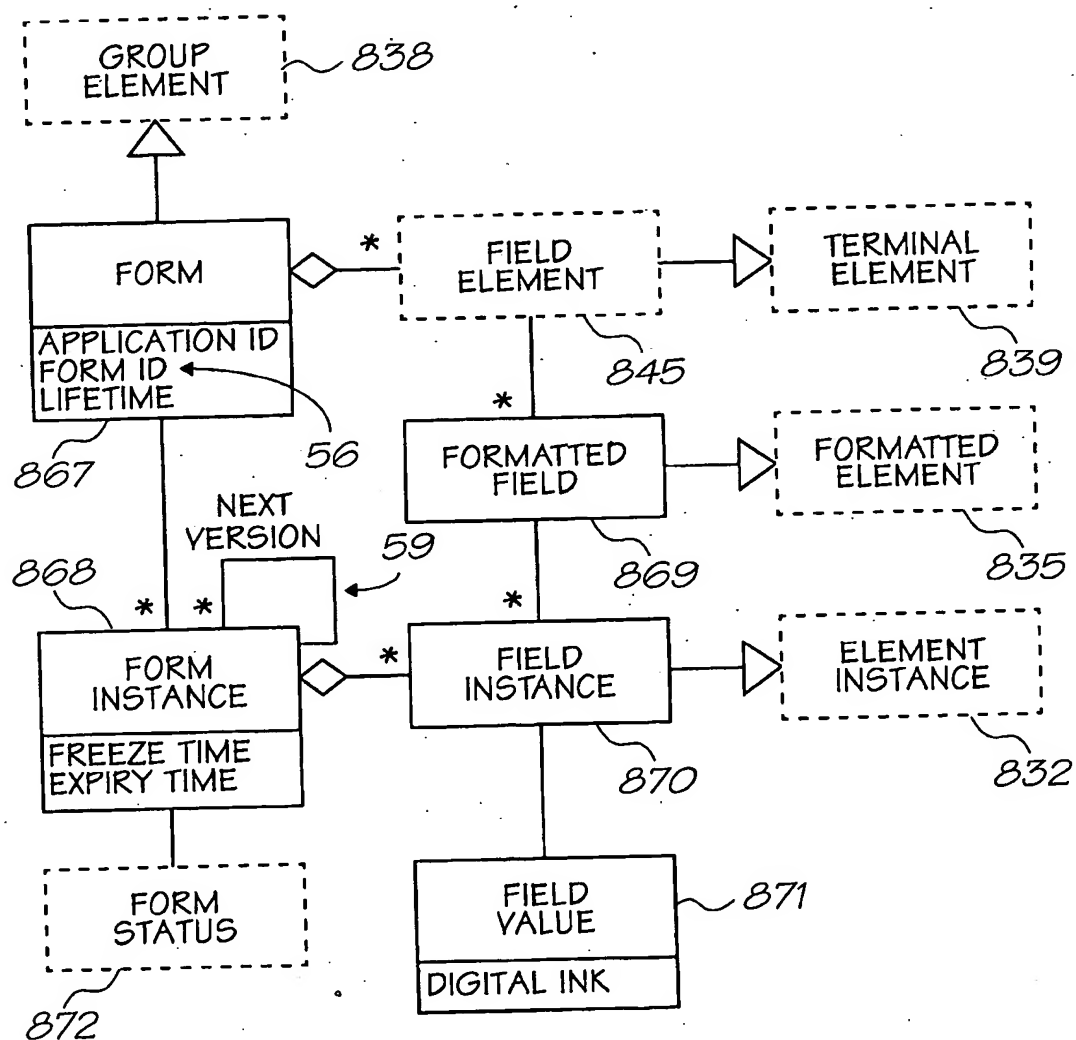 GROUP
ELEMENT
838
FORM
*
FIELD
ELEMENT
TERMINAL
ELEMENT
APPLICATION ID
FORM ID
LIFETIME
845
839
867
56
*
FORMATTED
FIELD
FORMATTED
ELEMENT
NEXT
VERSION
59
869
835
868
*
*
*
FORM
INSTANCE
*
FIELD
INSTANCE
ELEMENT
INSTANCE
FREEZE TIME
EXPIRY TIME
870
832
FORM
STATUS
FIELD
VALUE
871
DIGITAL INK
872